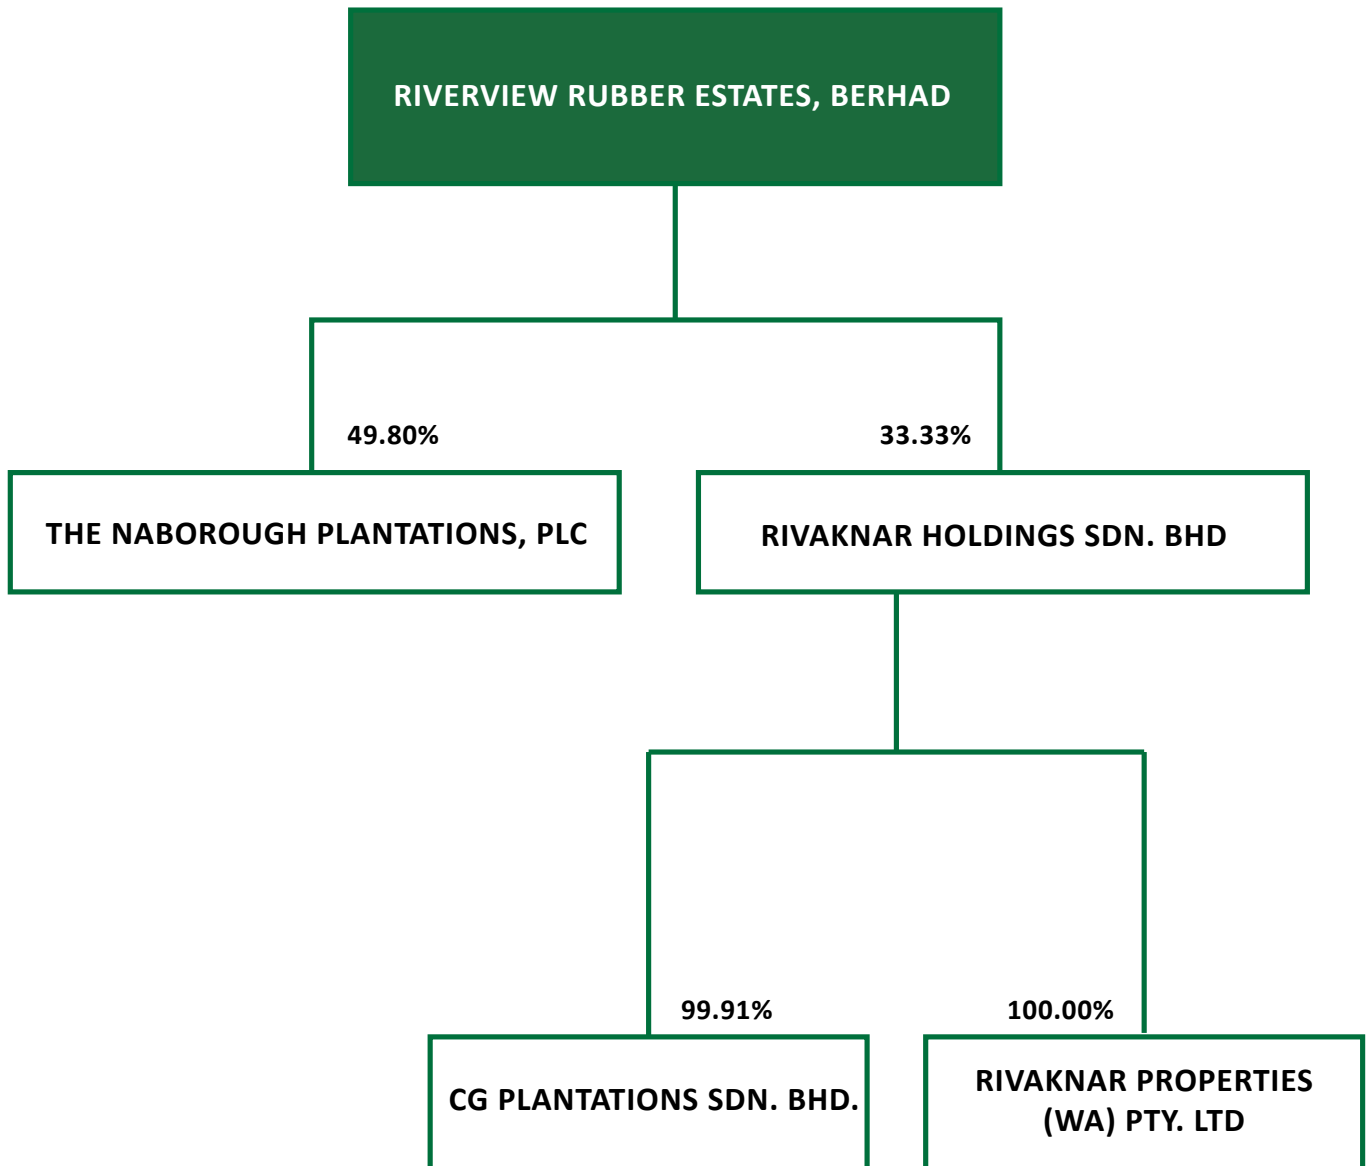 RIVERVIEW RUBBER ESTATES, BERHAD
49.80%
33.33%
THE NABOROUGH PLANTATIONS, PLC
RIVAKNAR HOLDINGS SDN. BHD
99.91%
100.00%
CG PLANTATIONS SDN. BHD.
RIVAKNAR PROPERTIES
(WA) PTY. LTD